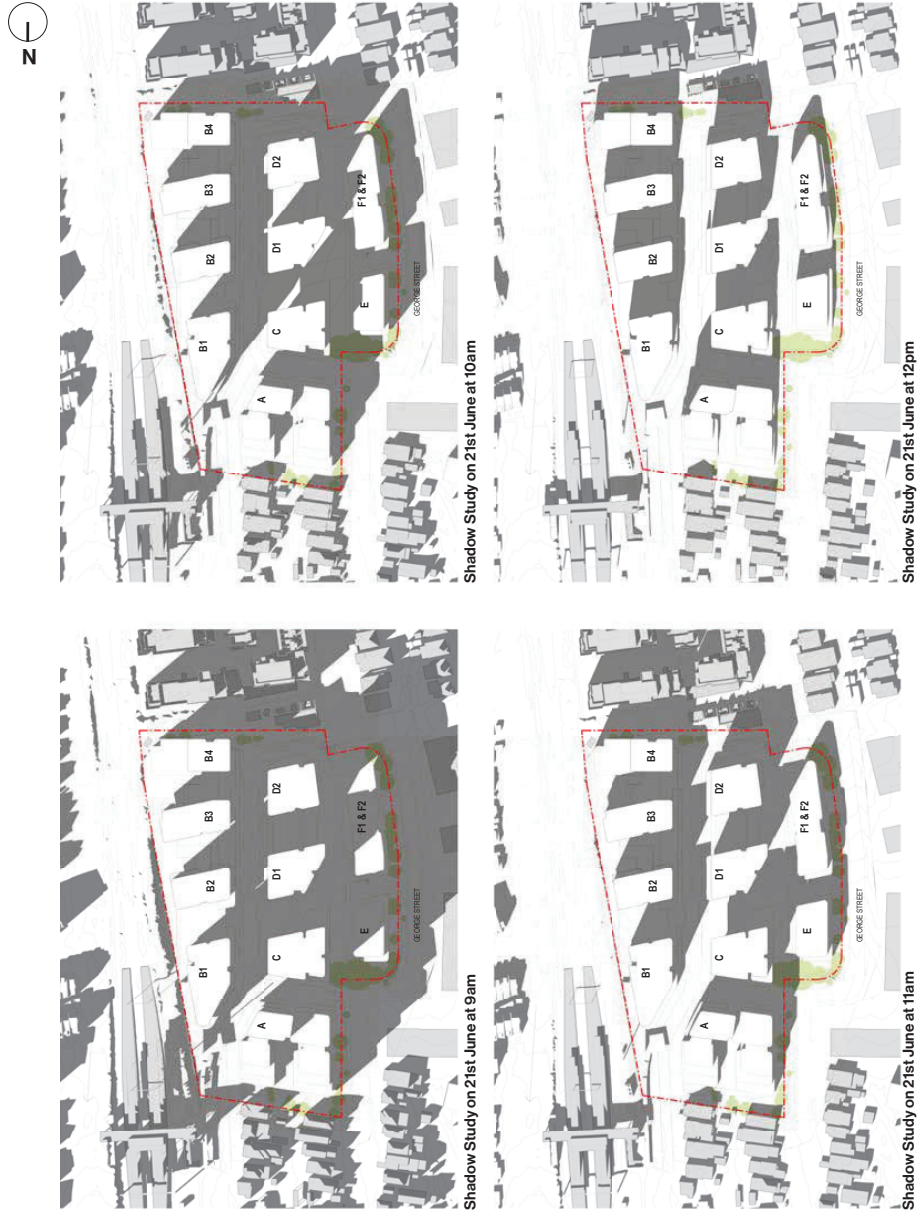 N
B1
B2
B3
B4
A
C
D1
D2
E
F1 & F2
GEORGE STREET
Shadow Study on 21st June at 9am
B1
B2
B3
B4
A
C
D1
D2
E
F1 & F2
GEORGE STREET
Shadow Study on 21st June at 10am
B1
B2
B3
B4
A
C
D1
D2
E
F1 & F2
GEORGE STREET
Shadow Study on 21st June at 11am
B1
B2
B3
B4
A
C
D1
D2
E
F1 & F2
GEORGE STREET
Shadow Study on 21st June at 12pm